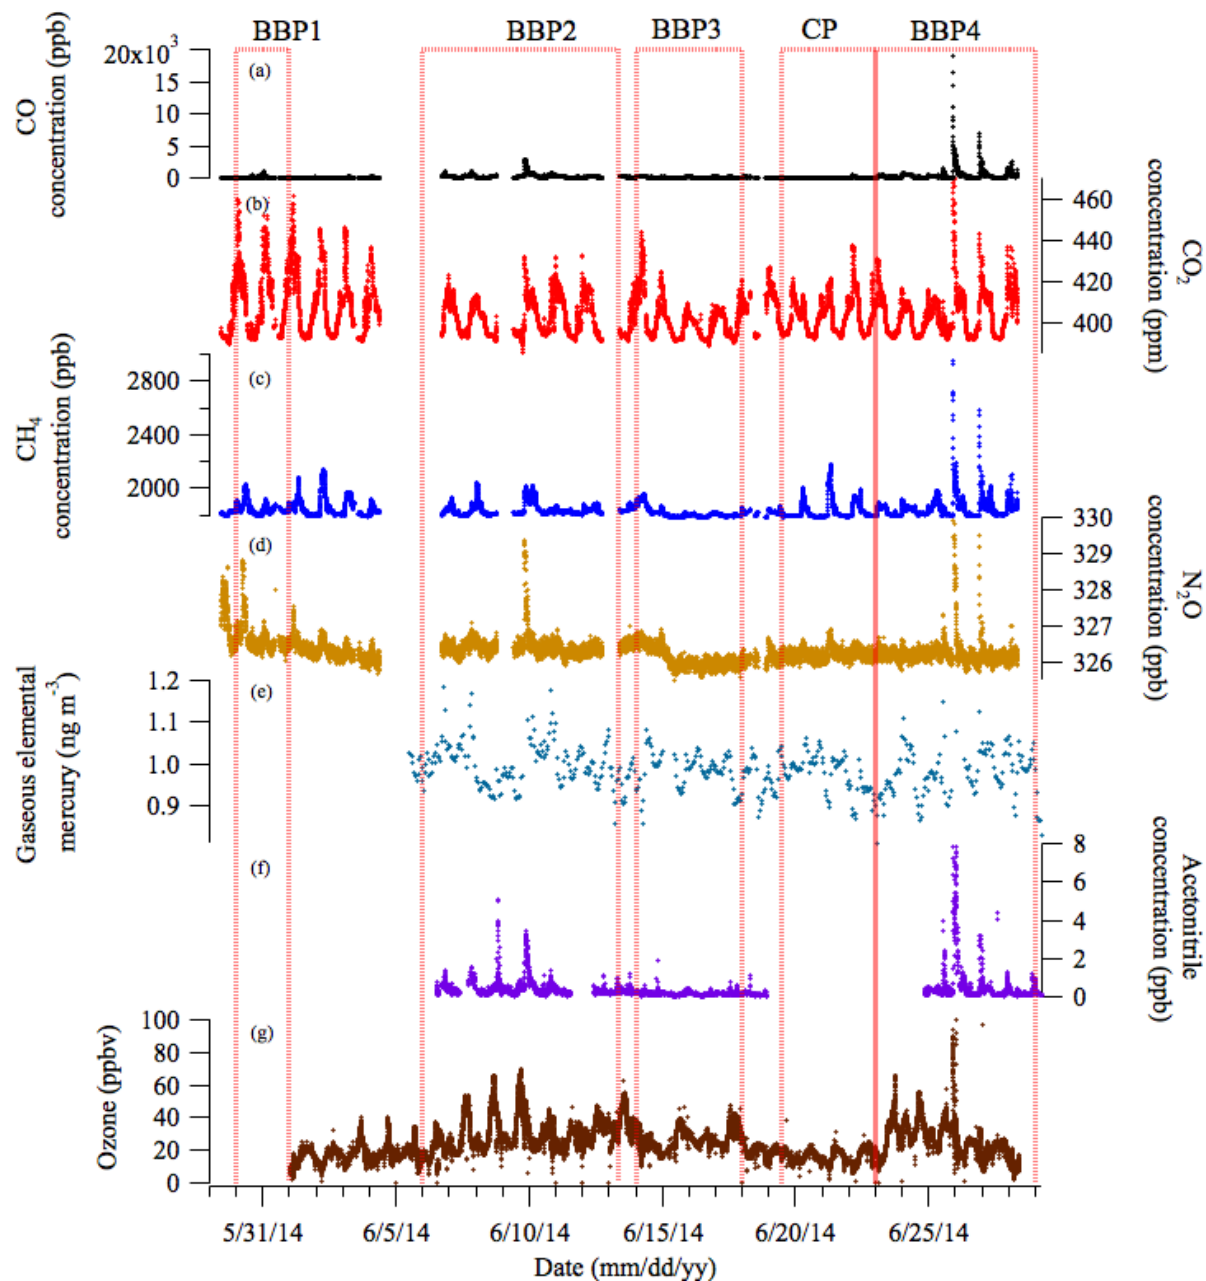 BBP1 BBP2 BBP3 CP BBP4
CO
concentration (ppb)
20x10³
15
10
5
0
(a)
CO₂
concentration (ppm)
460
440
420
400
(b)
CH₄
concentration (ppb)
2800
2400
2000
(c)
N₂O
concentration (ppb)
330
329
328
327
326
(d)
Gaseous elemental
mercury (ng m⁻³)
1.2
1.1
1.0
0.9
(e)
Acetomitrile
concentration (ppb)
8
6
4
2
0
(f)
Ozone (ppbv)
100
80
60
40
20
0
(g)
5/31/14 6/5/14 6/10/14 6/15/14 6/20/14 6/25/14
Date (mm/dd/yy)